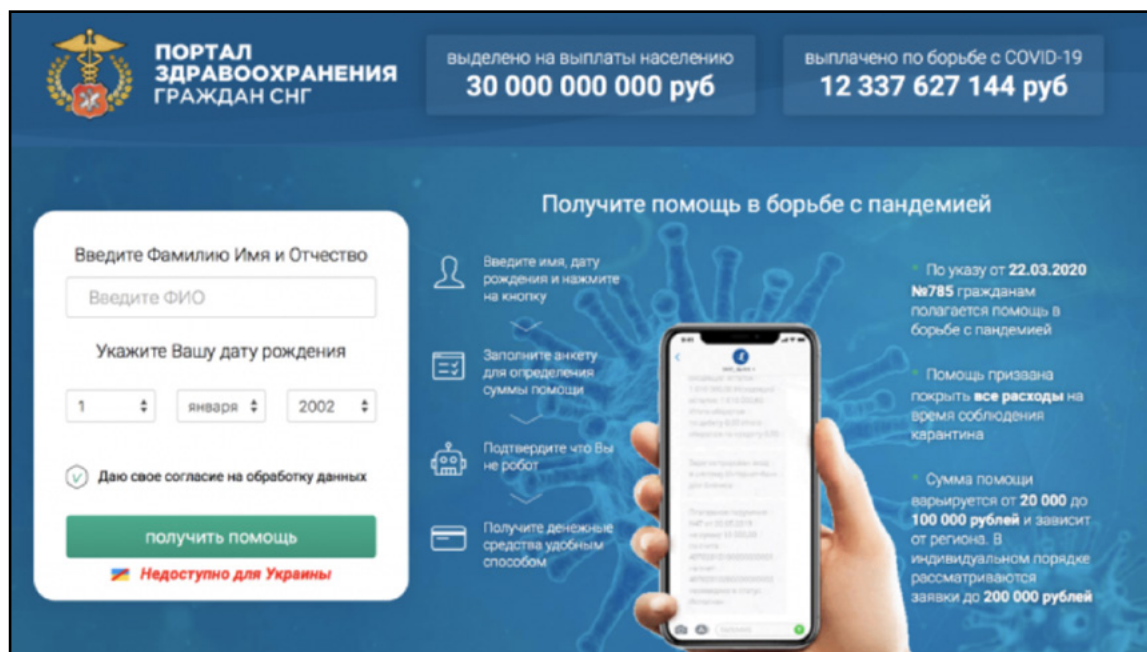 ПОРТАЛ
ЗДРАВООХРАНЕНИЯ
ГРАЖДАН СНГ
выделено на выплаты населению
30 000 000 000 руб
выплачено по борьбе с COVID-19
12 337 627 144 руб
Введите Фамилию Имя и Отчество
Введите ФИО
Укажите Вашу дату рождения
1 января 2002
Даю свое согласие на обработку данных
получить помощь
Недоступно для Украины
Получите помощь в борьбе с пандемией
Введите имя, дату
рождения и нажмите
на кнопку
Заполните анкету
для определения
суммы помощи
Подтвердите что Вы
не робот
Получите денежные
средства удобным
способом
По указу от 22.03.2020
№785 гражданам
полагается помощь в
борьбе с пандемией
Помощь призвана
покрыть все расходы на
время соблюдения
карантина
Сумма помощи
варьируется от 20 000 до
100 000 рублей и зависит
от региона. В
индивидуальном порядке
рассматриваются
заявки до 200 000 рублей